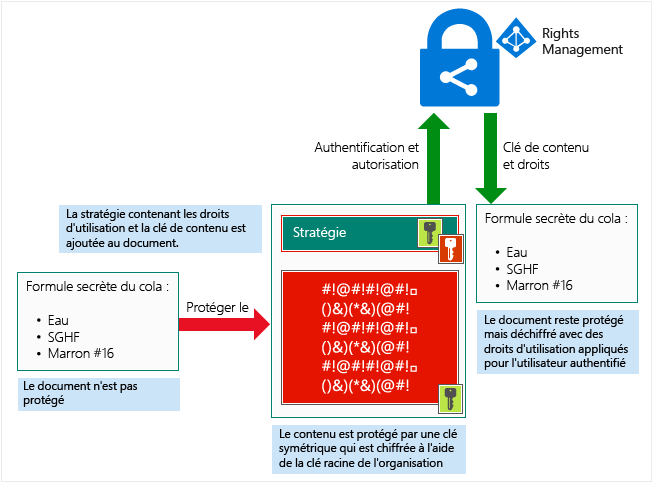 Rights
Management
Authentification et
autorisation
Clé de contenu
et droits
La stratégie contenant les droits
d'utilisation et la clé de contenu est
ajoutée au document.
Stratégie
Formule secrète du cola :
• Eau
• SGHF
• Marron #16
Protéger le
#!@#!#!@#!□
()&)(*&)(@#!
#!@#!#!@#!□
()&)(*&)(@#!
#!@#!#!@#!□
()&)(*&)(@#!
Formule secrète du cola :
• Eau
• SGHF
• Marron #16
Le document n'est pas
protégé
Le document reste protégé
mais déchiffré avec des
droits d'utilisation appliqués
pour l'utilisateur authentifié
Le contenu est protégé par une clé
symétrique qui est chiffrée à l'aide
de la clé racine de l'organisation